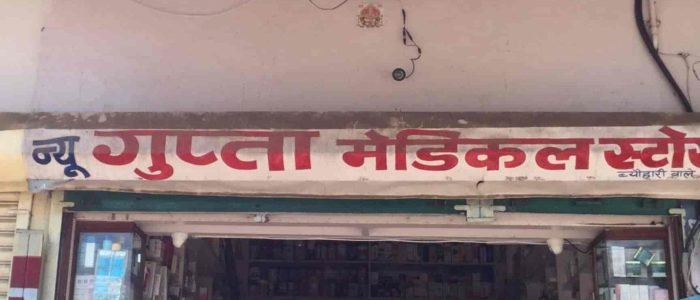 न्यू गुप्ता मेडिकल स्टोर
ब्यौहारी वाले